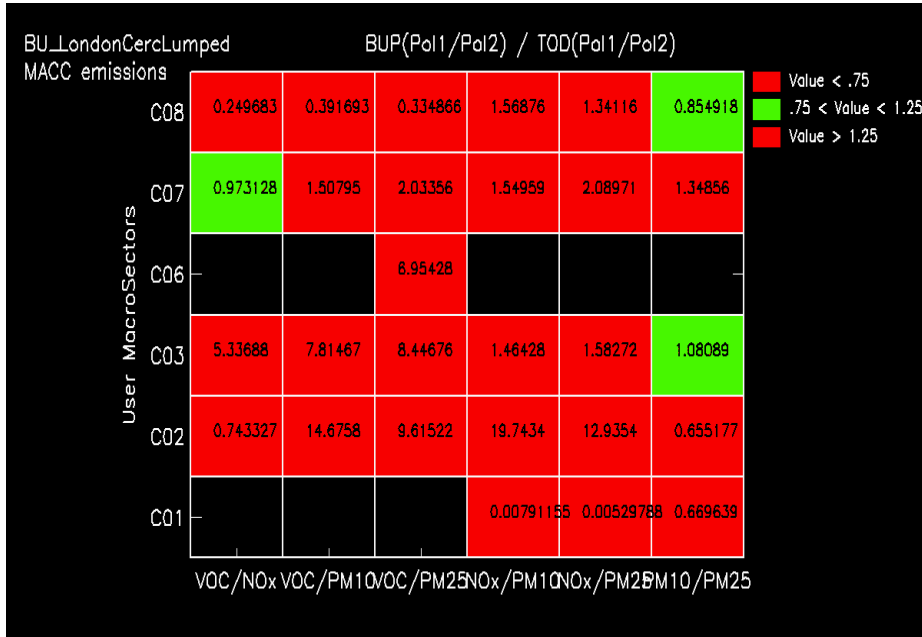 BU_LondonCercLumped
BUP(Pol1/Pol2) / TOD(Pol1/Pol2)
MACC emissions
Value < .75
.75 < Value < 1.25
Value > 1.25
User MacroSectors
C08 0.249683 0.391693 0.334866 1.56876 1.34116 0.854918
C07 0.973128 1.50795 2.03356 1.54959 2.08971 1.34856
C06 6.95428
C03 5.33688 7.81467 8.44676 1.46428 1.58272 1.08089
C02 0.743327 14.6758 9.61522 19.7434 12.9354 0.655177
C01 0.00791155 0.00529788 0.669639
VOC/NOx VOC/PM10 VOC/PM25 NOx/PM10 NOx/PM25 PM10/PM25